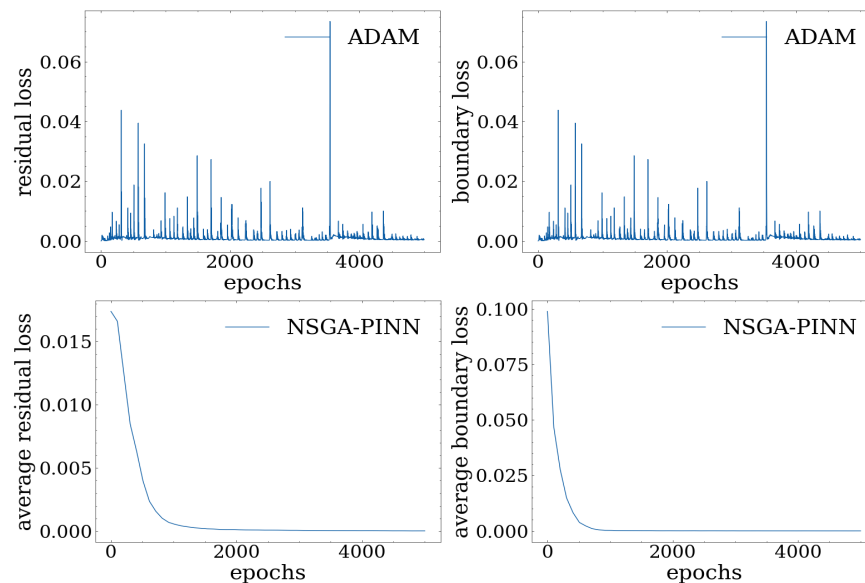 ADAM
residual loss
0.06
0.04
0.02
0.00
0
2000
4000
epochs
ADAM
boundary loss
0.06
0.04
0.02
0.00
0
2000
4000
epochs
NSGA-PINN
average residual loss
0.015
0.010
0.005
0.000
0
2000
4000
epochs
NSGA-PINN
average boundary loss
0.100
0.075
0.050
0.025
0.000
0
2000
4000
epochs